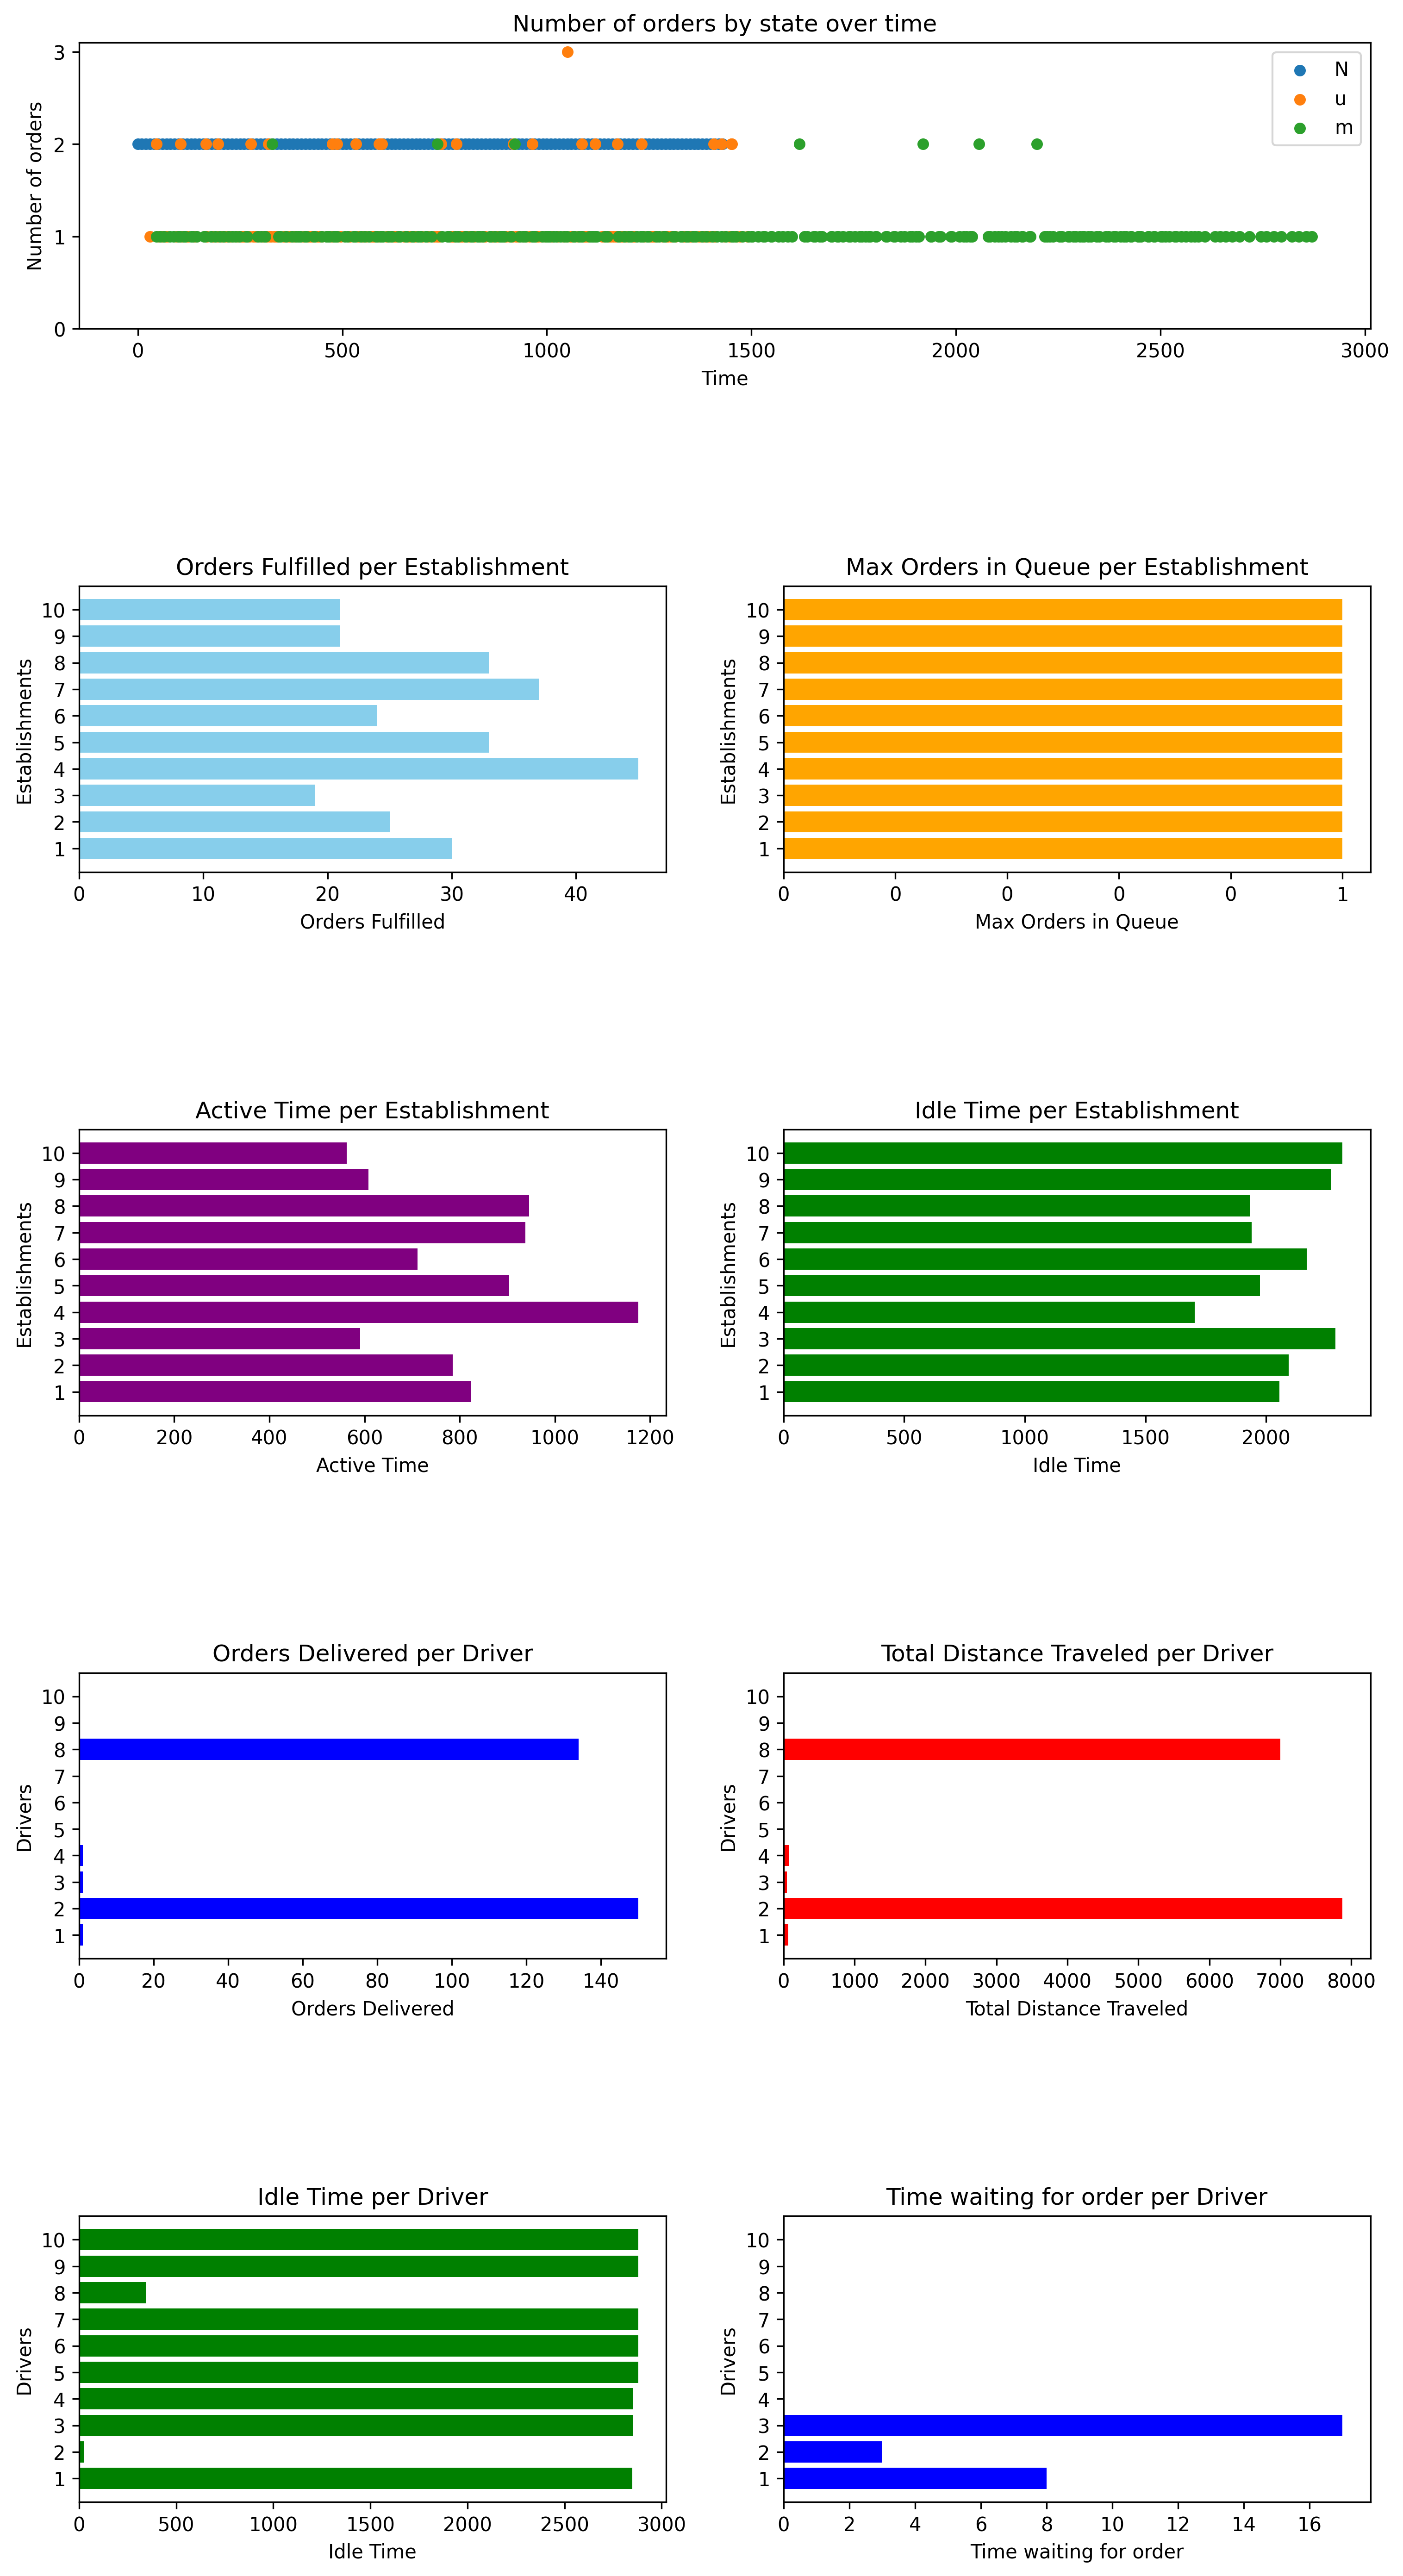 Number of orders by state over time
3
2
1
0
Number of orders
N
u
m
0 500 1000 1500 2000 2500 3000
Time
Orders Fulfilled per Establishment
10
9
8
7
6
5
4
3
2
1
Establishments
0 10 20 30 40
Orders Fulfilled
Max Orders in Queue per Establishment
10
9
8
7
6
5
4
3
2
1
Establishments
0 0 0 0 0 1
Max Orders in Queue
Active Time per Establishment
10
9
8
7
6
5
4
3
2
1
Establishments
0 200 400 600 800 1000 1200
Active Time
Idle Time per Establishment
10
9
8
7
6
5
4
3
2
1
Establishments
0 500 1000 1500 2000
Idle Time
Orders Delivered per Driver
10
9
8
7
6
5
4
3
2
1
Drivers
0 20 40 60 80 100 120 140
Orders Delivered
Total Distance Traveled per Driver
10
9
8
7
6
5
4
3
2
1
Drivers
0 1000 2000 3000 4000 5000 6000 7000 8000
Total Distance Traveled
Idle Time per Driver
10
9
8
7
6
5
4
3
2
1
Drivers
0 500 1000 1500 2000 2500 3000
Idle Time
Time waiting for order per Driver
10
9
8
7
6
5
4
3
2
1
Drivers
0 2 4 6 8 10 12 14 16
Time waiting for order